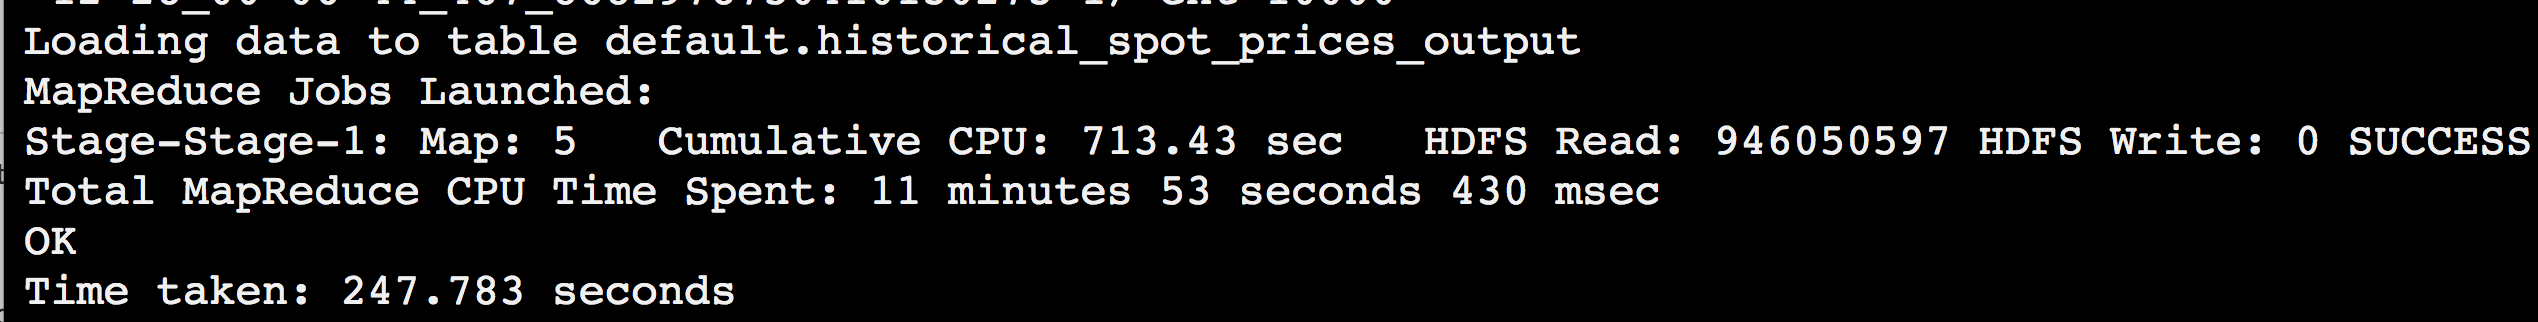 Loading data to table default.historical_spot_prices_output
MapReduce Jobs Launched:
Stage-Stage-1: Map: 5   Cumulative CPU: 713.43 sec   HDFS Read: 946050597 HDFS Write: 0 SUCCESS
Total MapReduce CPU Time Spent: 11 minutes 53 seconds 430 msec
OK
Time taken: 247.783 seconds